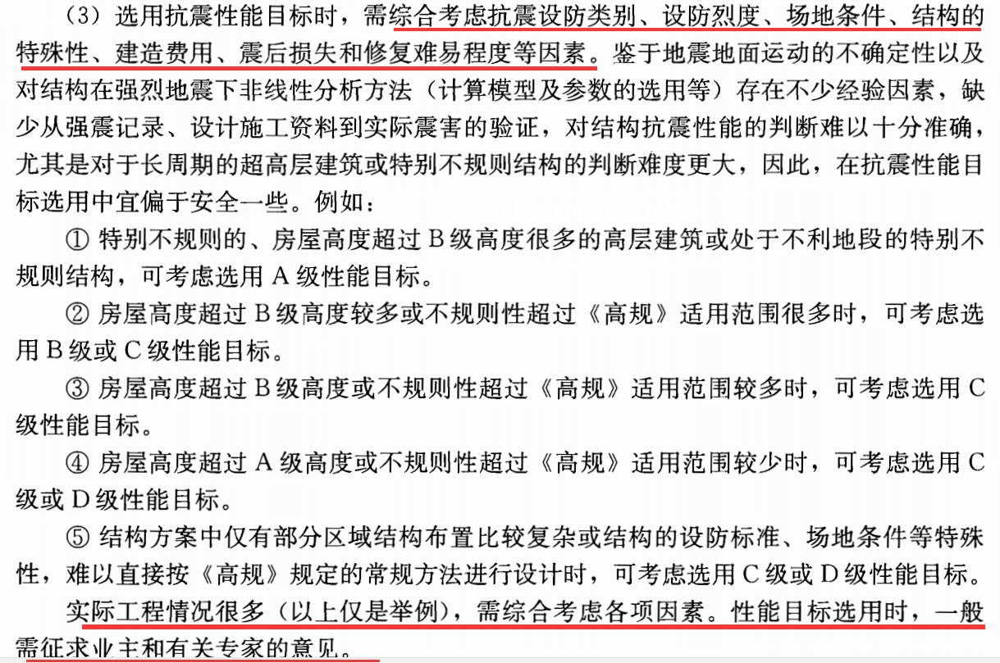 （3）选用抗震性能目标时，需综合考虑抗震设防类别、设防烈度、场地条件、结构的
特殊性、建造费用、震后损失和修复难易程度等因素。鉴于地震地面运动的不确定性以及
对结构在强烈地震下非线性分析方法（计算模型及参数的选用等）存在不少经验因素，缺
少从强震记录、设计施工资料到实际震害的验证，对结构抗震性能的判断难以十分准确，
尤其是对于长周期的超高层建筑或特别不规则结构的判断难度更大，因此，在抗震性能目
标选用中宜偏于安全一些。例如：
① 特别不规则的、房屋高度超过 B 级高度很多的高层建筑或处于不利地段的特别不
规则结构，可考虑选用 A 级性能目标。
② 房屋高度超过 B 级高度较多或不规则性超过《高规》适用范围很多时，可考虑选
用 B 级或 C 级性能目标。
③ 房屋高度超过 B 级高度或不规则性超过《高规》适用范围较多时，可考虑选用 C
级性能目标。
④ 房屋高度超过 A 级高度或不规则性超过《高规》适用范围较少时，可考虑选用 C
级或 D 级性能目标。
⑤ 结构方案中仅有部分区域结构布置比较复杂或结构的设防标准、场地条件等特殊
性，难以直接按《高规》规定的常规方法进行设计时，可考虑选用 C 级或 D 级性能目标。
实际工程情况很多（以上仅是举例），需综合考虑各项因素。性能目标选用时，一般
需征求业主和有关专家的意见。